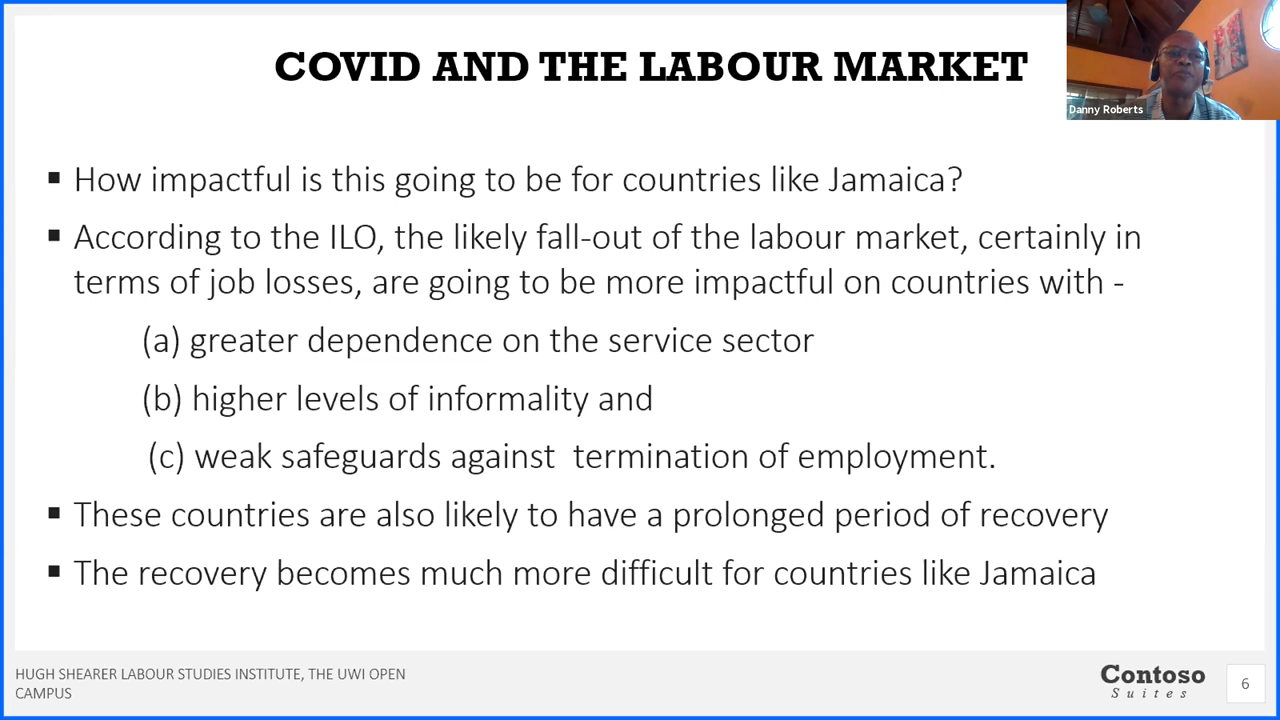 COVID AND THE LABOUR MARKET
Danny Roberts
▪ How impactful is this going to be for countries like Jamaica?
▪ According to the ILO, the likely fall-out of the labour market, certainly in
terms of job losses, are going to be more impactful on countries with -
(a) greater dependence on the service sector
(b) higher levels of informality and
(c) weak safeguards against  termination of employment.
▪ These countries are also likely to have a prolonged period of recovery
▪ The recovery becomes much more difficult for countries like Jamaica
HUGH SHEARER LABOUR STUDIES INSTITUTE, THE UWI OPEN
CAMPUS
Contoso
Suites
6